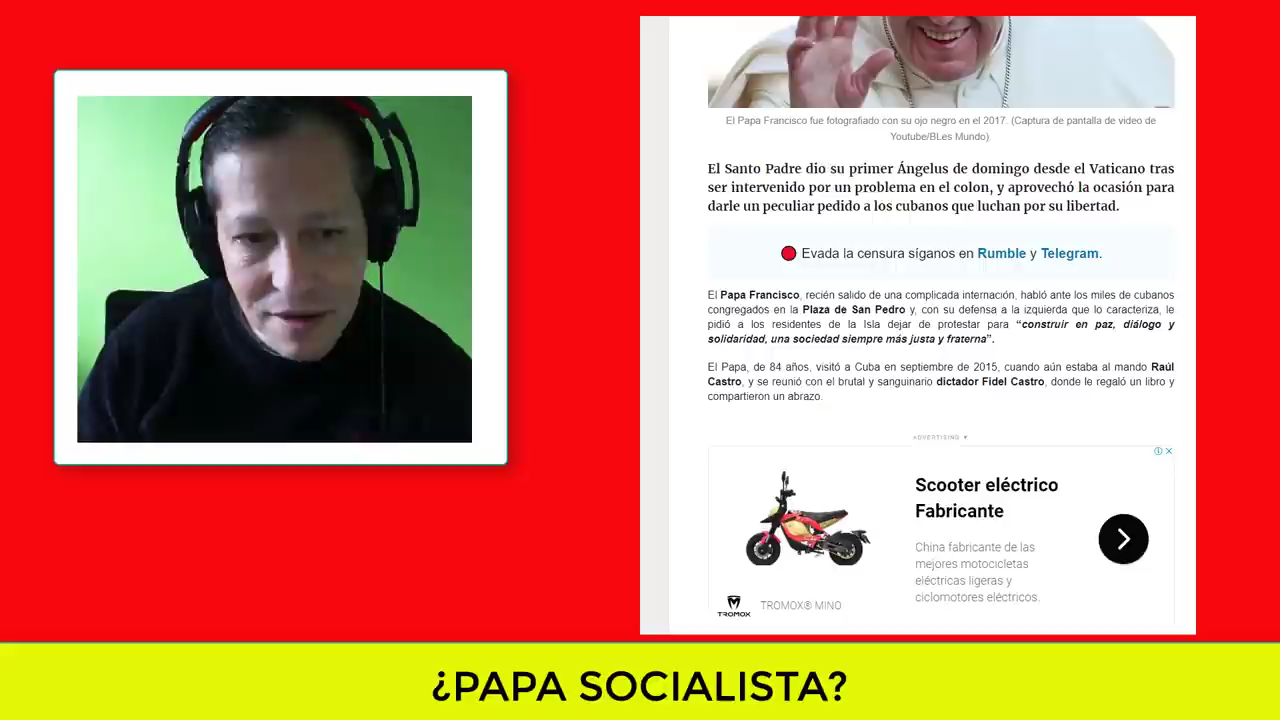 El Papa Francisco fue fotografiado con su ojo negro en el 2017. (Captura de pantalla de video de
Youtube/BLes Mundo)
El Santo Padre dio su primer Ángelus de domingo desde el Vaticano tras
ser intervenido por un problema en el colon, y aprovechó la ocasión para
darle un peculiar pedido a los cubanos que luchan por su libertad.
Evada la censura síganos en Rumble y Telegram.
El Papa Francisco, recién salido de una complicada internación, habló ante los miles de cubanos
congregados en la Plaza de San Pedro y, con su defensa a la izquierda que lo caracteriza, le
pidió a los residentes de la Isla dejar de protestar para “construir en paz, diálogo y
solidaridad, una sociedad siempre más justa y fraterna”.
El Papa, de 84 años, visitó a Cuba en septiembre de 2015, cuando aún estaba al mando Raúl
Castro, y se reunió con el brutal y sanguinario dictador Fidel Castro, donde le regaló un libro y
compartieron un abrazo.
ADVERTISING ▼
Scooter eléctrico
Fabricante
China fabricante de las
mejores motocicletas
eléctricas ligeras y
ciclomotores eléctricos.
TROMOX
TROMOX® MINO
¿PAPA SOCIALISTA?